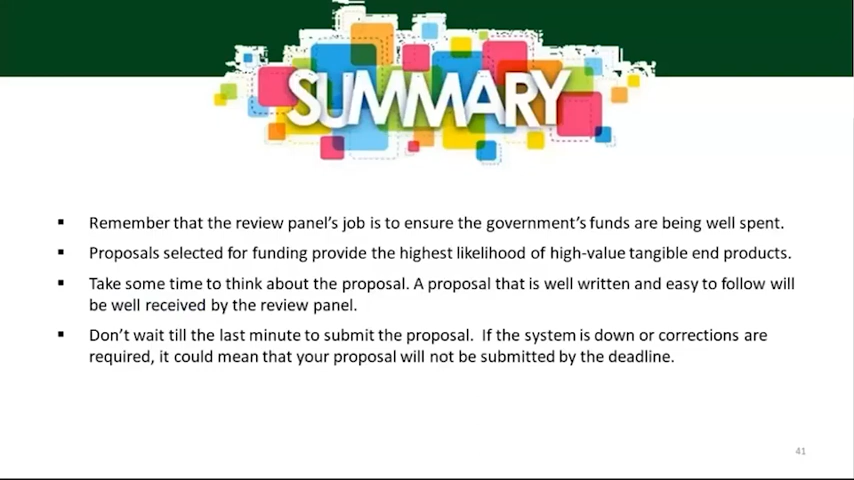 SUMMARY
▪ Remember that the review panel's job is to ensure the government's funds are being well spent.
▪ Proposals selected for funding provide the highest likelihood of high-value tangible end products.
▪ Take some time to think about the proposal. A proposal that is well written and easy to follow will
be well received by the review panel.
▪ Don't wait till the last minute to submit the proposal.  If the system is down or corrections are
required, it could mean that your proposal will not be submitted by the deadline.
41